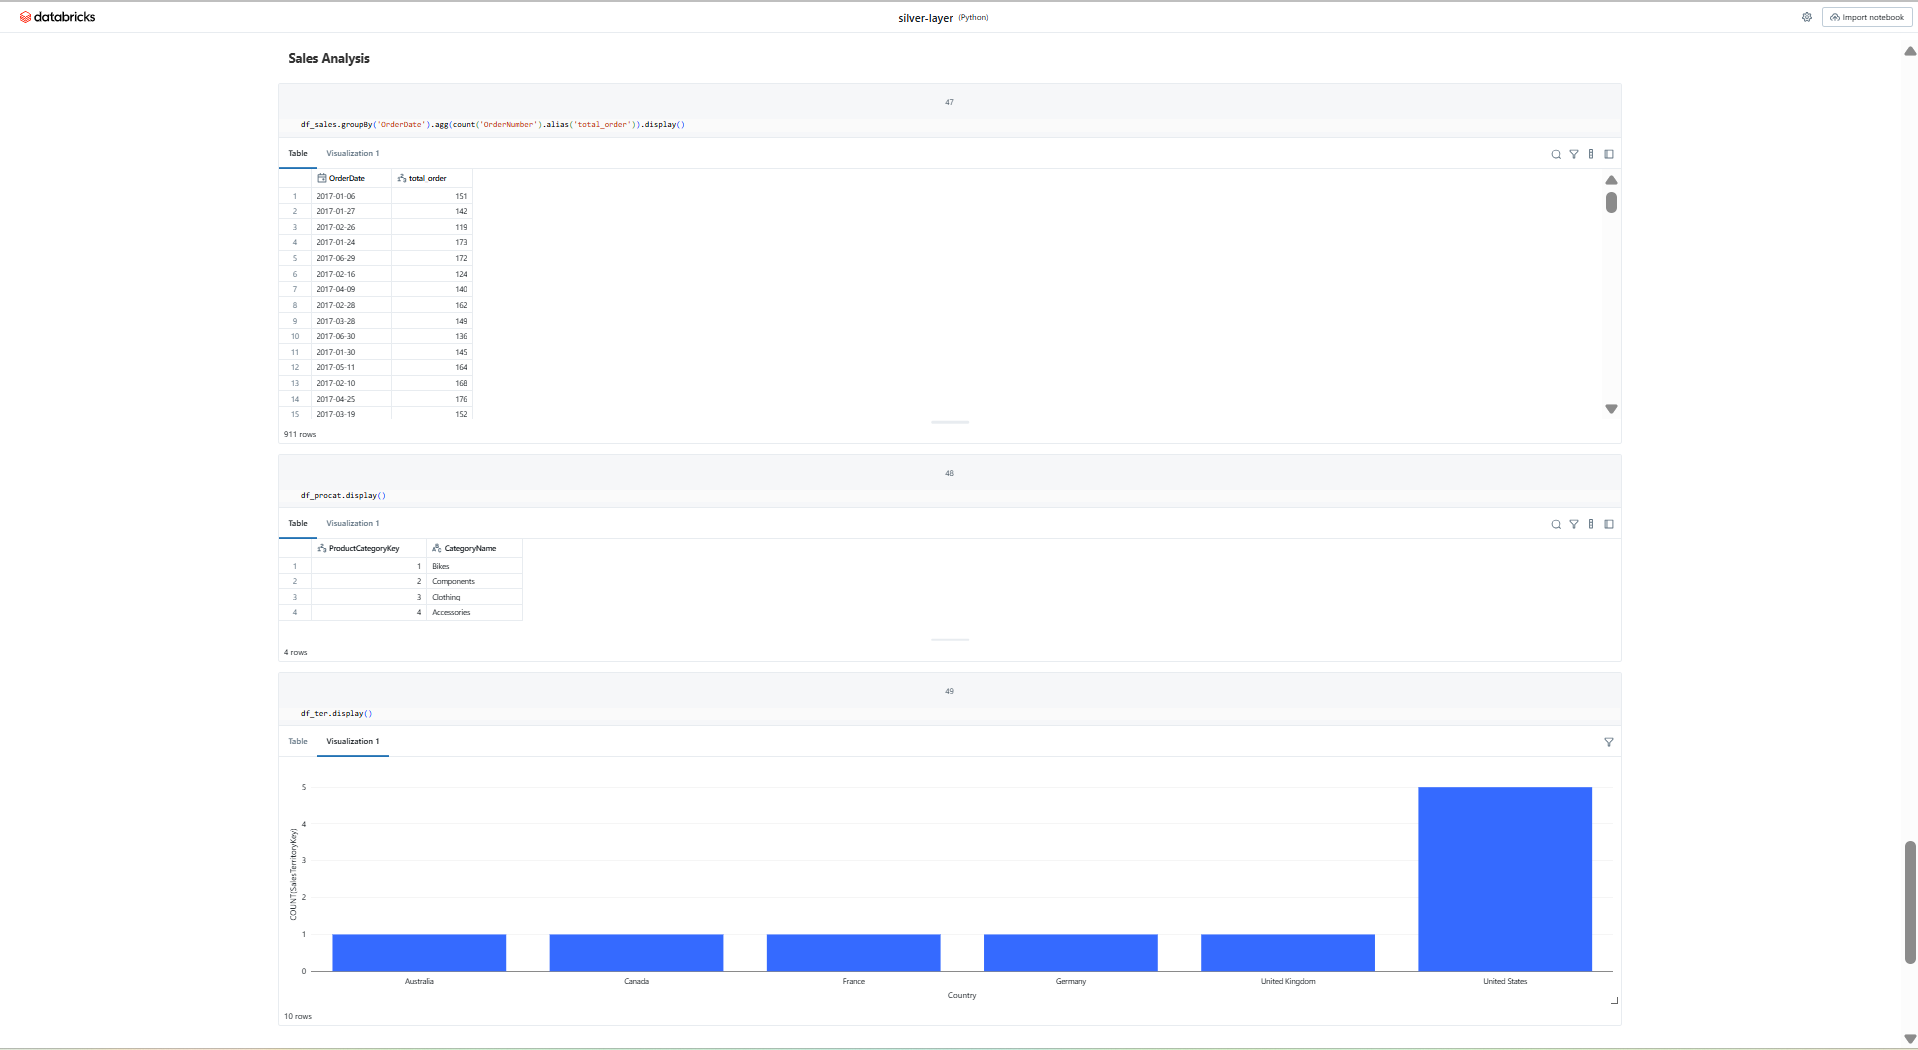 databricks
silver-layer (Python)
Import notebook
Sales Analysis
47
df_sales.groupBy('OrderDate').agg(count('OrderNumber').alias('total_order')).display()
Table Visualization 1
OrderDate total_order
1 2017-01-06 151
2 2017-01-27 142
3 2017-02-26 119
4 2017-01-24 173
5 2017-06-29 172
6 2017-02-16 124
7 2017-04-09 140
8 2017-02-28 162
9 2017-03-28 149
10 2017-06-30 136
11 2017-01-30 145
12 2017-05-11 164
13 2017-02-10 168
14 2017-04-25 176
15 2017-03-19 152
911 rows
48
df_procat.display()
Table Visualization 1
ProductCategoryKey CategoryName
1 1 Bikes
2 2 Components
3 3 Clothing
4 4 Accessories
4 rows
49
df_ter.display()
Table Visualization 1
COUNT(SalesTerritoryKey)
5
4
3
2
1
0
Australia Canada France Germany United Kingdom United States
Country
10 rows